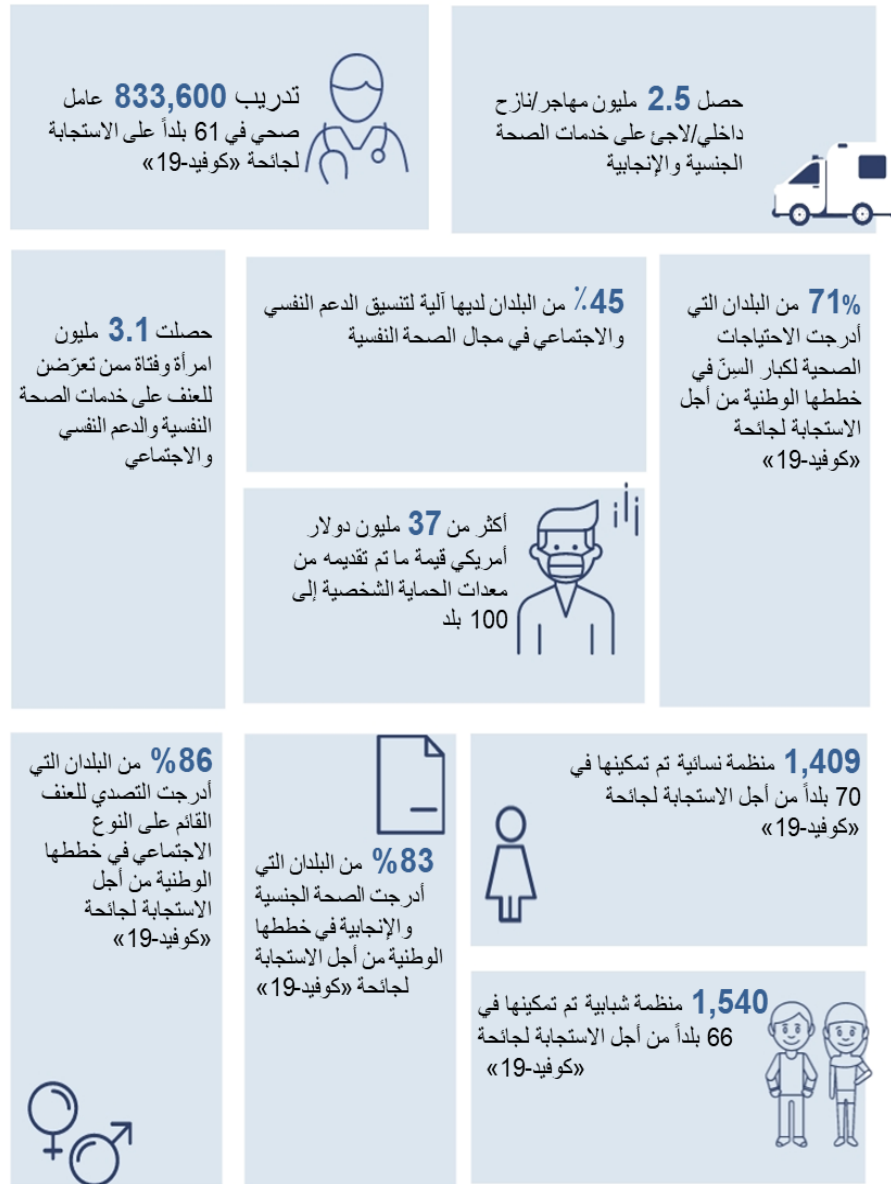 حصل 2.5 مليون مهاجر/نازح
داخلي/لاجئ على خدمات الصحة
الجنسية والإنجابية
تدريب 833,600 عامل
صحي في 61 بلداً على الاستجابة
لجائحة «كوفيد-19»
71% من البلدان التي
أدرجت الاحتياجات
الصحية لكبار السِنّ في
خططها الوطنية من أجل
الاستجابة لجائحة
«كوفيد-19»
45٪ من البلدان لديها آلية لتنسيق الدعم النفسي
والاجتماعي في مجال الصحة النفسية
حصلت 3.1 مليون
امرأة وفتاة ممن تعرّضن
للعنف على خدمات الصحة
النفسية والدعم النفسي
والاجتماعي
أكثر من 37 مليون دولار
أمريكي قيمة ما تم تقديمه من
معدات الحماية الشخصية إلى
100 بلد
1,409 منظمة نسائية تم تمكينها في
70 بلداً من أجل الاستجابة لجائحة
«كوفيد-19»
%83 من البلدان التي
أدرجت الصحة الجنسية
والإنجابية في خططها
الوطنية من أجل الاستجابة
لجائحة «كوفيد-19»
%86 من البلدان التي
أدرجت التصدي للعنف
القائم على النوع
الاجتماعي في خططها
الوطنية من أجل
الاستجابة لجائحة
«كوفيد-19»
1,540 منظمة شبابية تم تمكينها في
66 بلداً من أجل الاستجابة لجائحة
«كوفيد-19»